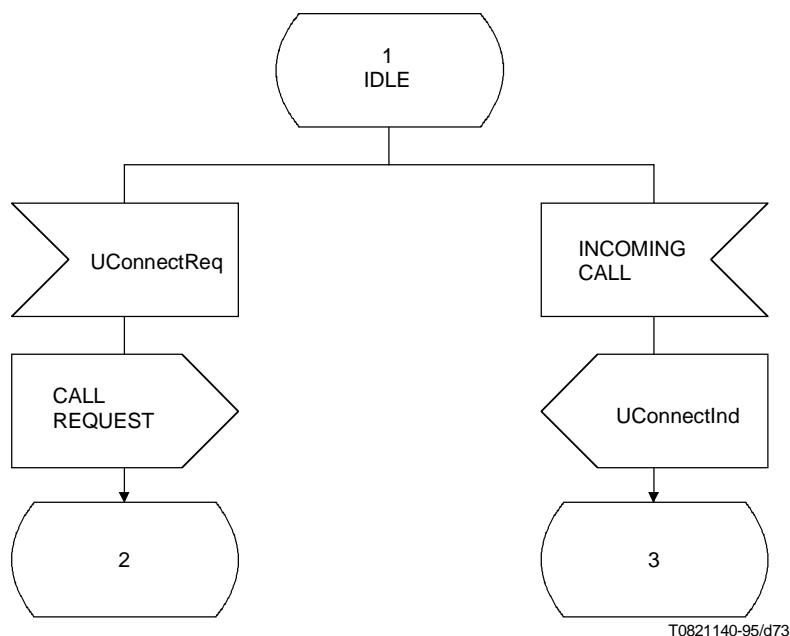 1
IDLE
UConnectReq
INCOMING
CALL
CALL
REQUEST
UConnectInd
2
3
T0821140-95/d73